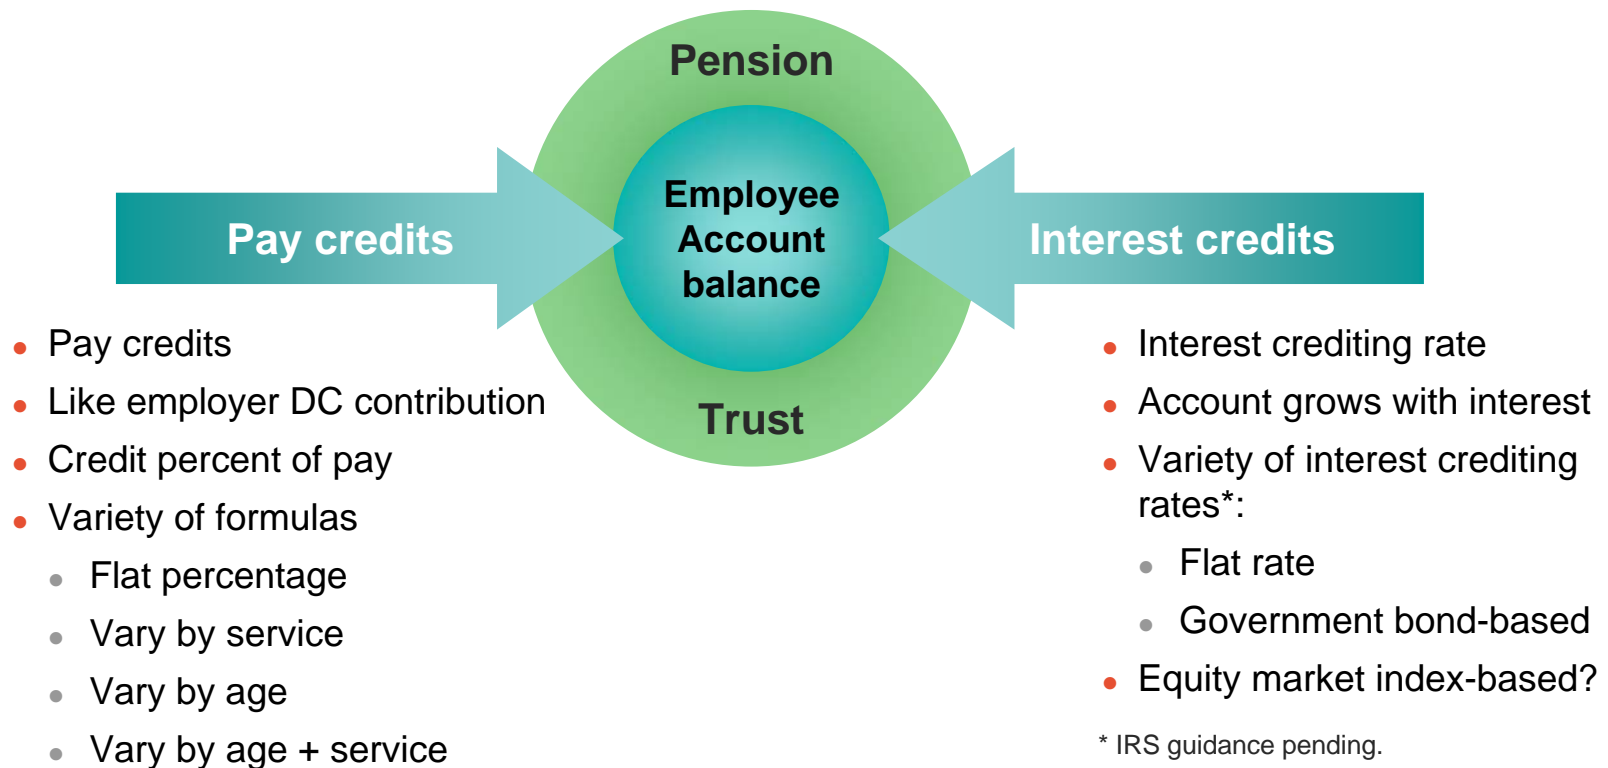 Pension
Employee
Account
balance
Trust
Pay credits
Interest credits
• Pay credits
• Like employer DC contribution
• Credit percent of pay
• Variety of formulas
• Flat percentage
• Vary by service
• Vary by age
• Vary by age + service
• Interest crediting rate
• Account grows with interest
• Variety of interest crediting
rates*:
• Flat rate
• Government bond-based
• Equity market index-based?
* IRS guidance pending.